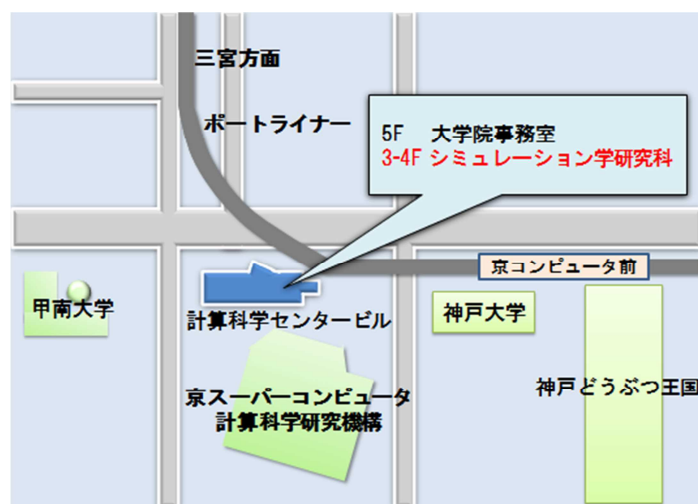 三宮方面
ポートライナー
5F 大学院事務室
3-4F シミュレーション学研究科
京コンピュータ前
甲南大学
計算科学センタービル
神戸大学
京スーパーコンピュータ
計算科学研究機構
神戸どうぶつ王国